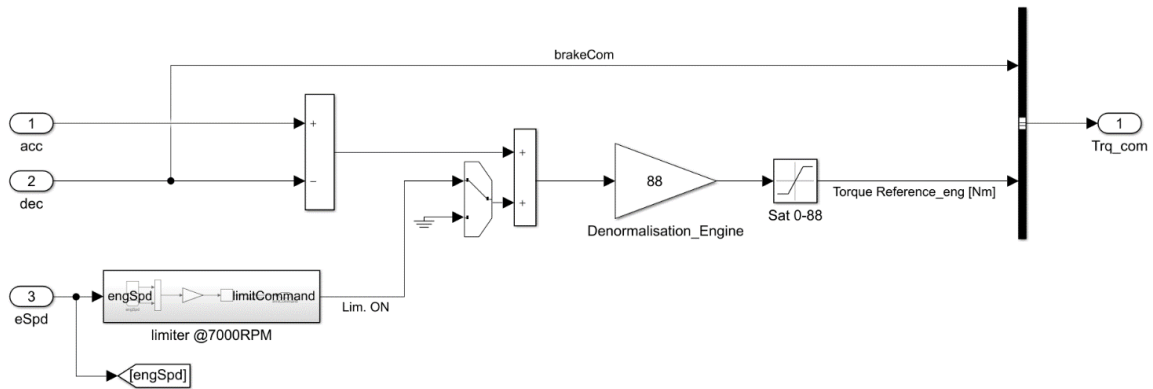 brakeCom
1
acc
+
−
2
dec
+
+
88
Denormalisation_Engine
Sat 0-88
Torque Reference_eng [Nm]
1
Trq_com
3
eSpd
engSpd
limitCommand
limiter @7000RPM
Lim. ON
[engSpd]